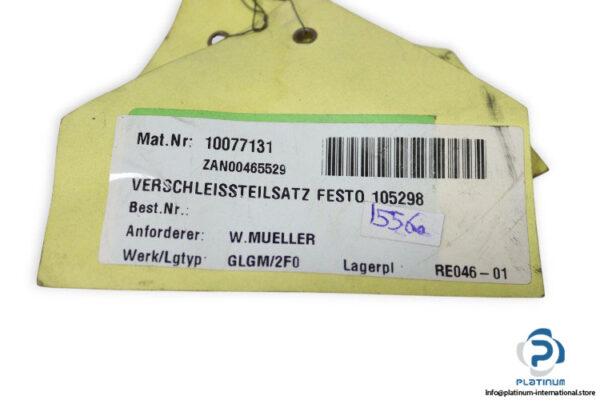 Mat.Nr: 10077131
ZAN00465529
VERSCHLEISSTEILSATZ FESTO 105298
Best.Nr.:
1556a
Anforderer: W.MUELLER
Werk/Lgtyp: GLGM/2F0 Lagerpl : RE046-01
PLATINUM
Info@platinum-international.store